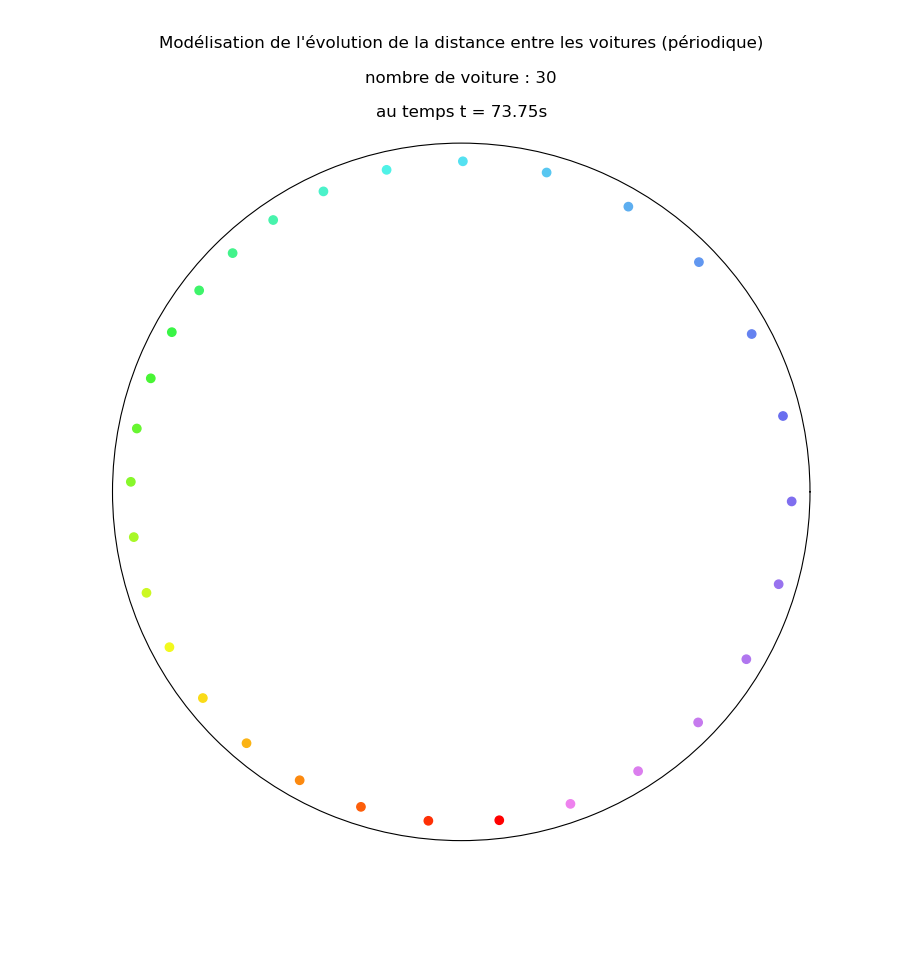 Modélisation de l'évolution de la distance entre les voitures (périodique)
nombre de voiture : 30
au temps t = 73.75s